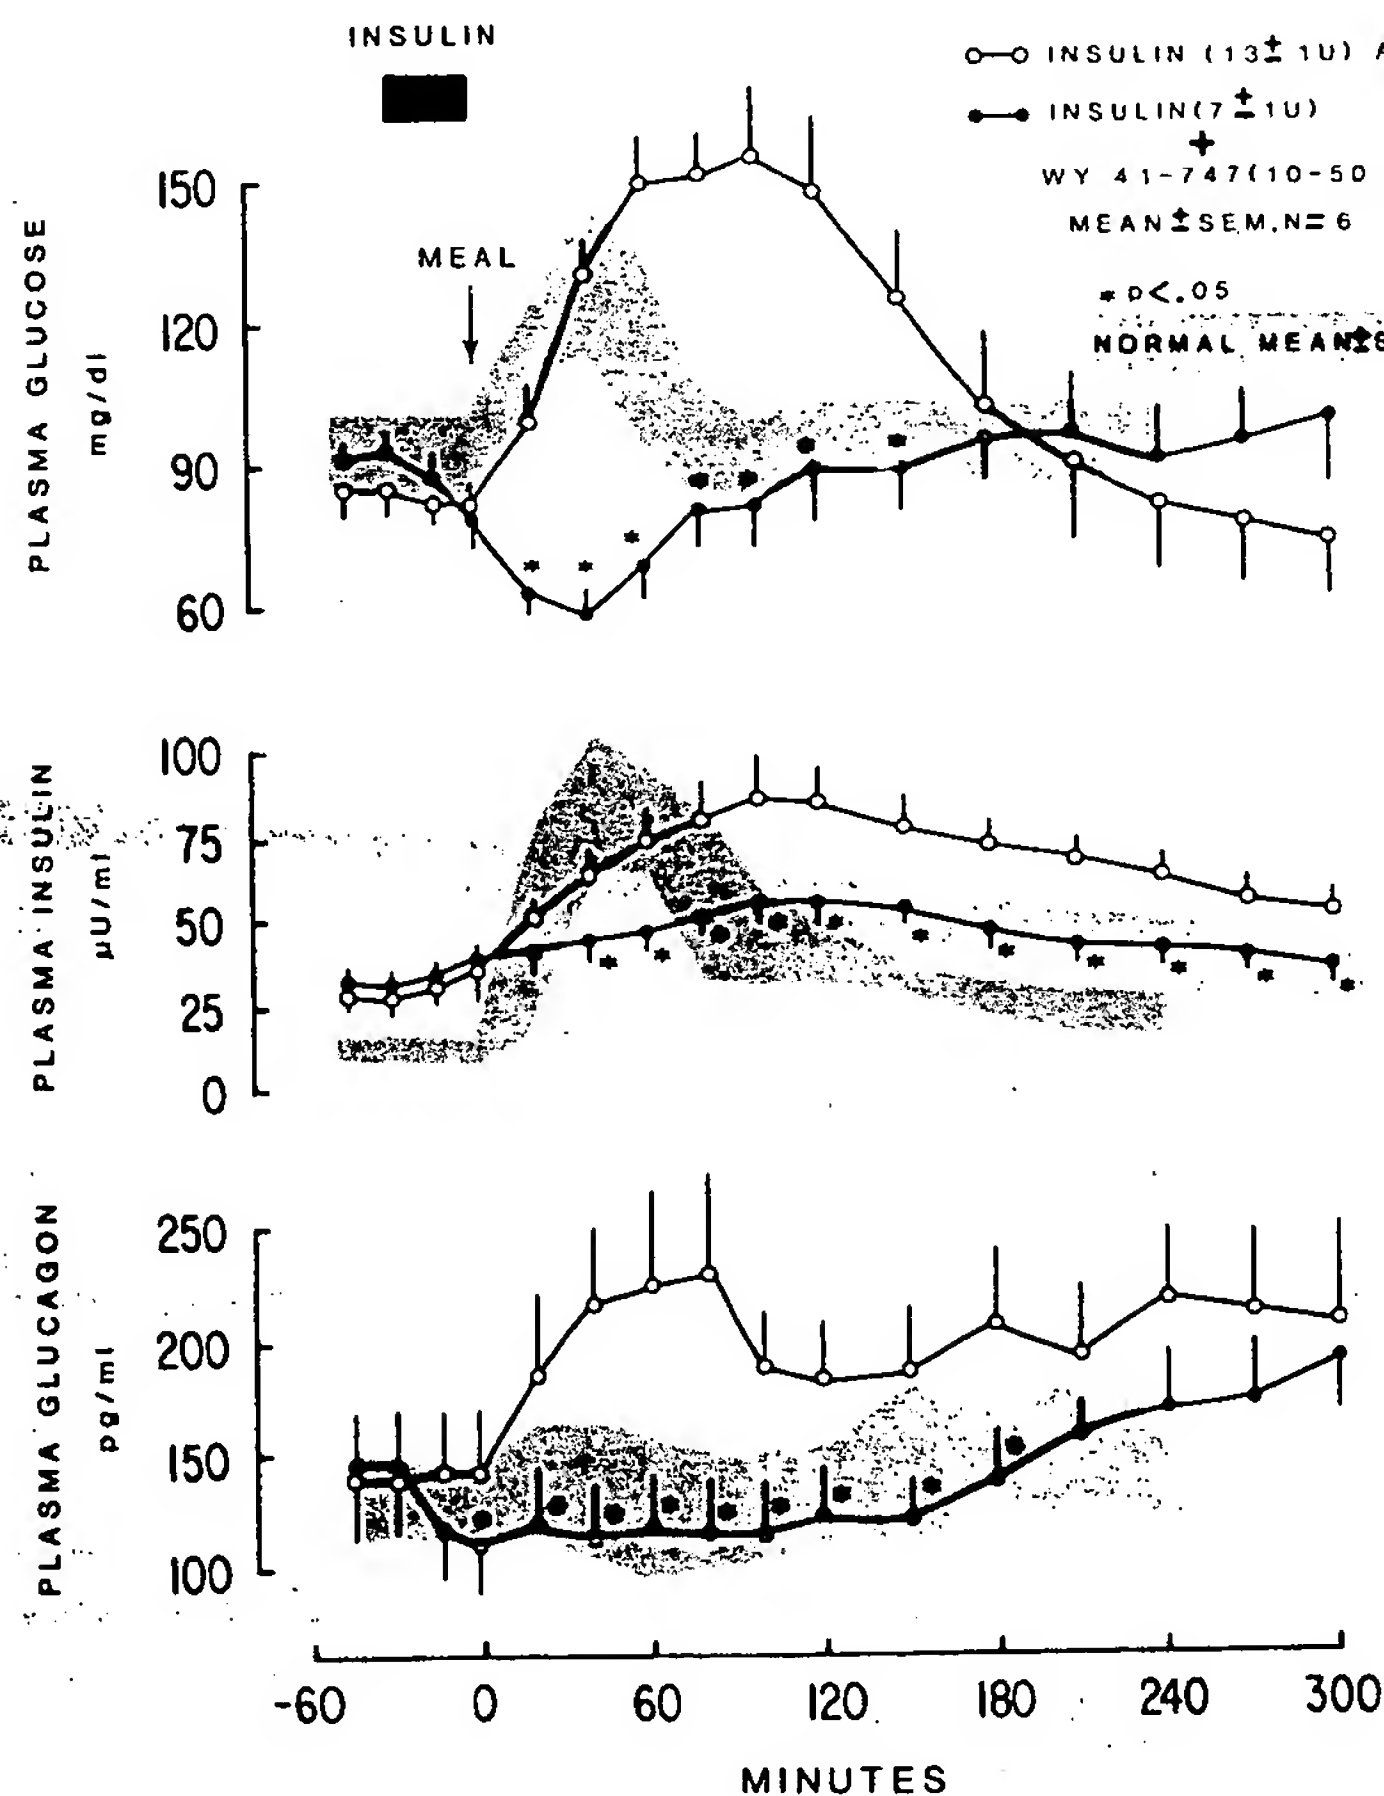 INSULIN
INSULIN (13±1U)
INSULIN(7±1U)
+
WY 41-747(10-50
MEAN±SEM.N=6
* p<.05
NORMAL MEAN±S
MEAL
PLASMA GLUCOSE
mg/dl
150
120
90
60
PLASMA INSULIN
µU/ml
100
75
50
25
0
PLASMA GLUCAGON
pg/ml
250
200
150
100
-60 0 60 120 180 240 300
MINUTES